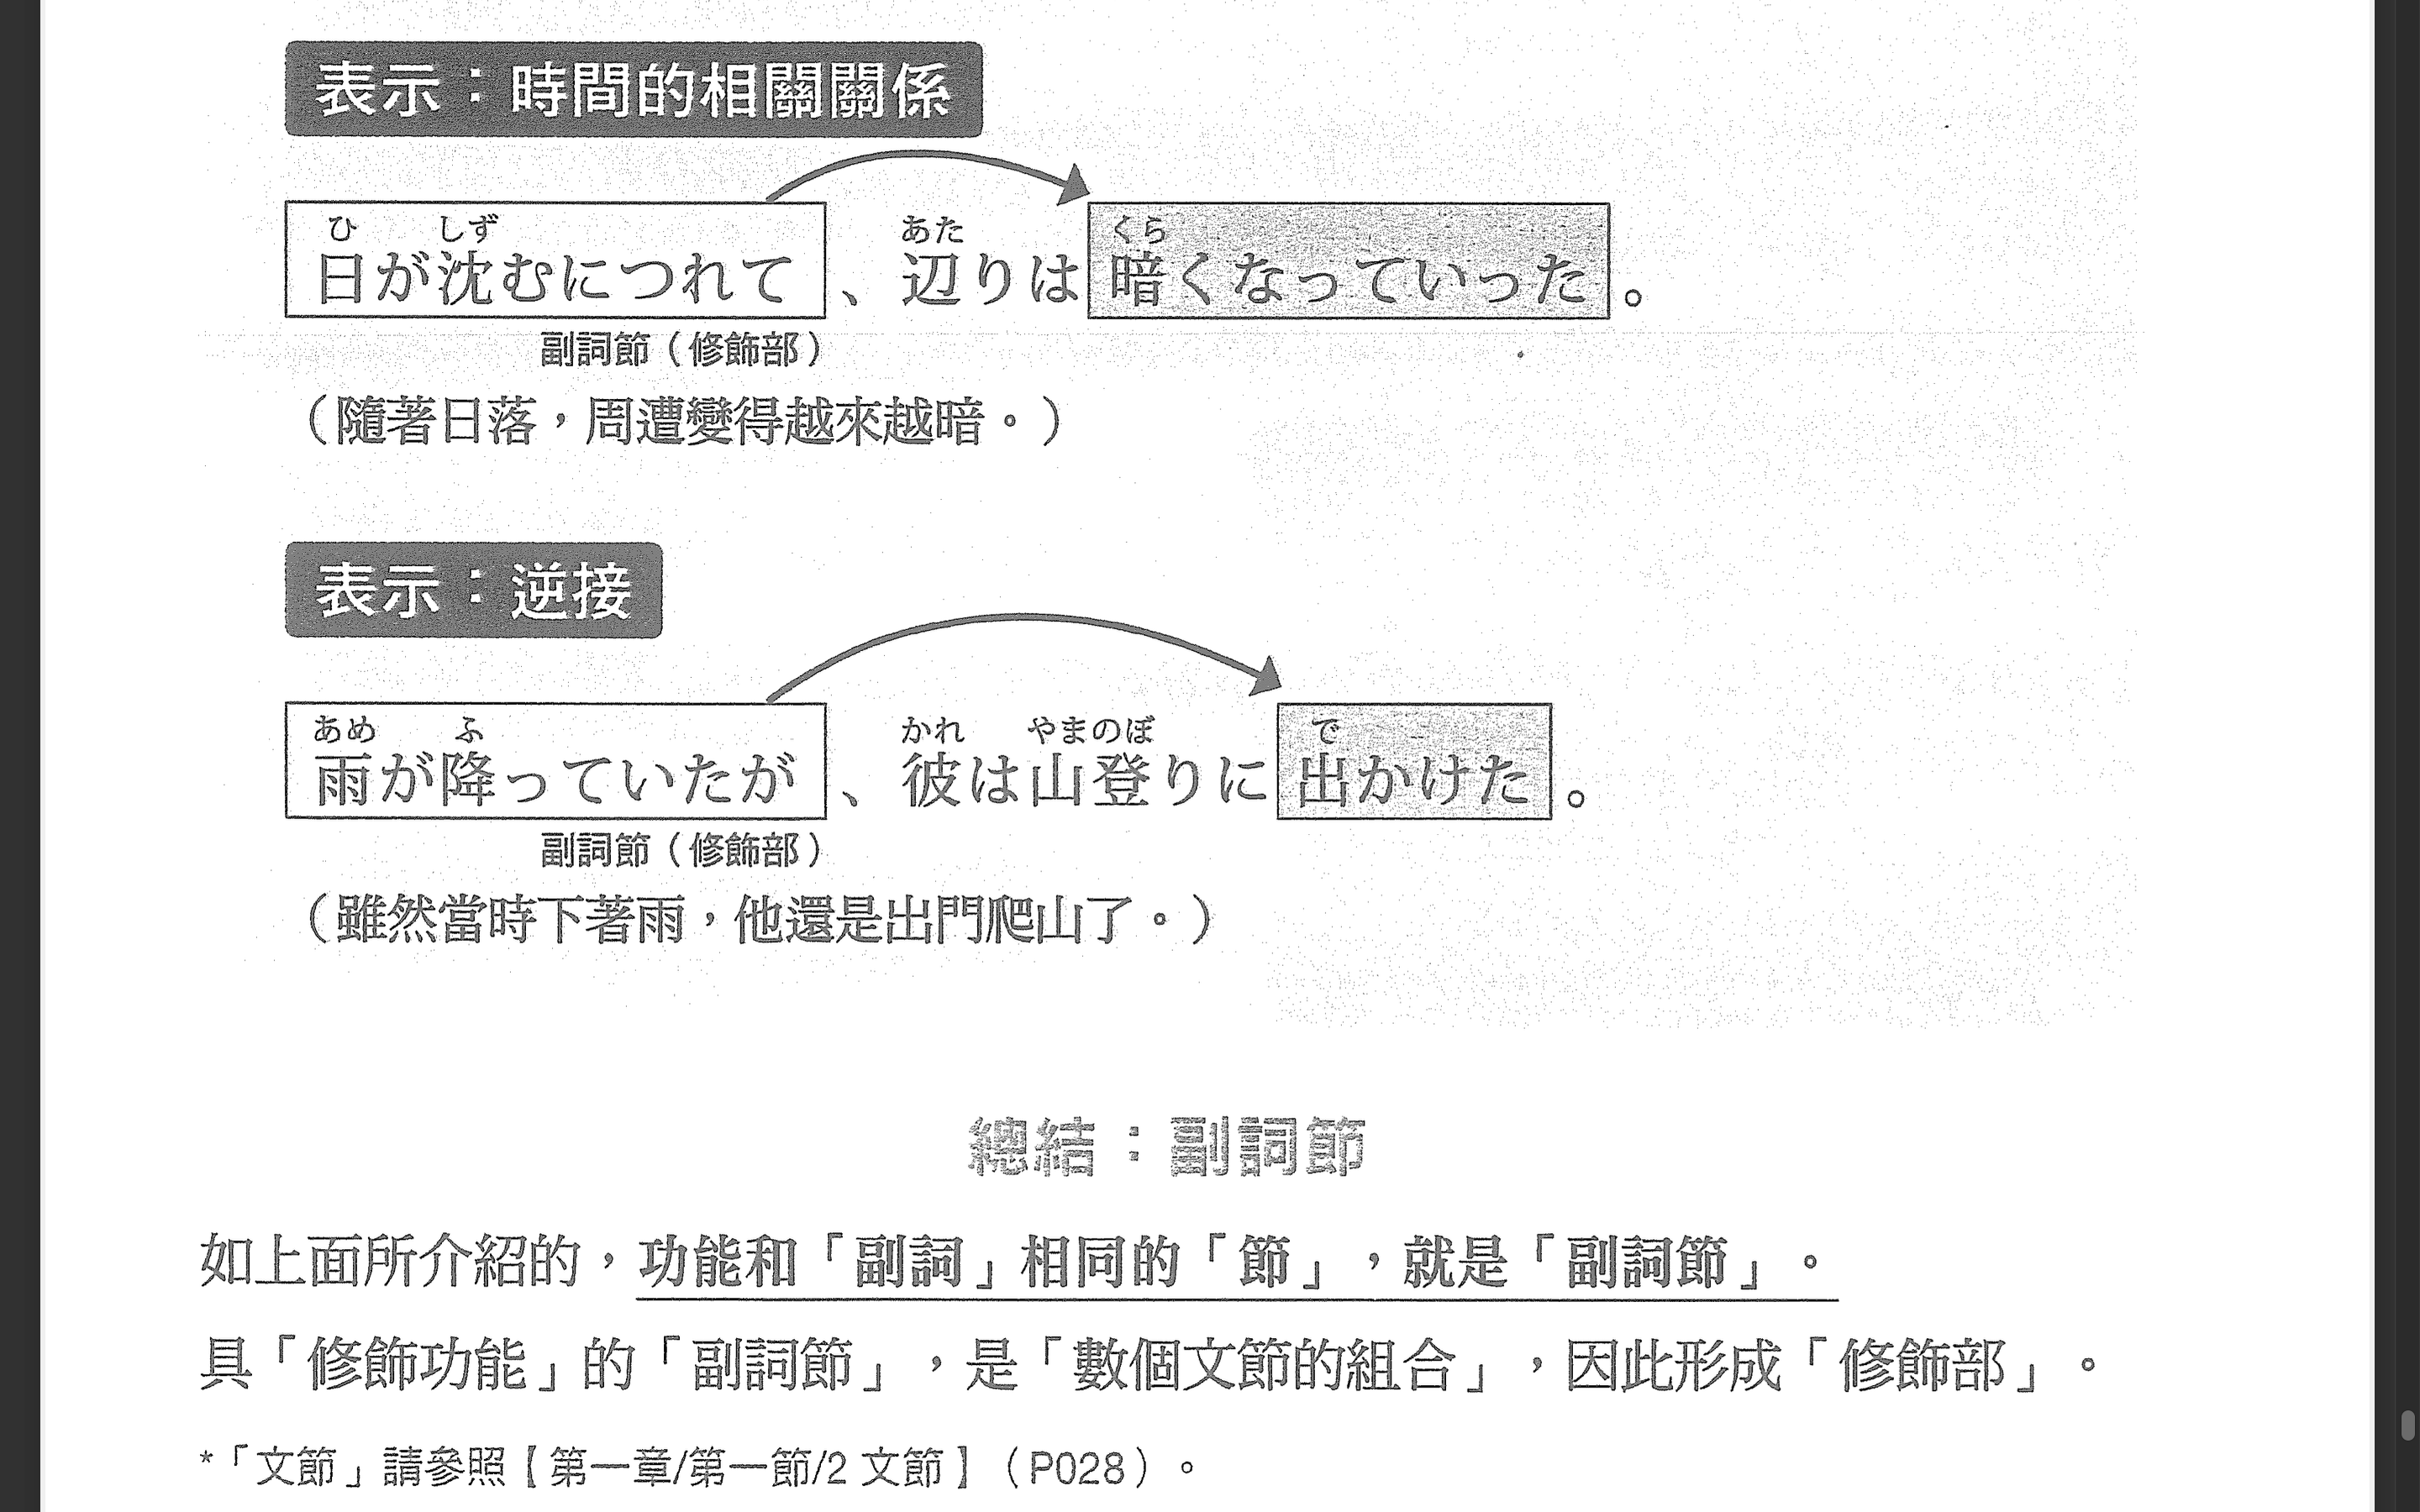 表示：時間的相關關係
ひ しず あた くら
日が沈むにつれて、辺りは暗くなっていった。
副詞節（修飾部）
（隨著日落，周遭變得越來越暗。）
表示：逆接
あめ ふ かれ やまのぼ で
雨が降っていたが、彼は山登りに出かけた。
副詞節（修飾部）
（雖然當時下著雨，他還是出門爬山了。）
總結：副詞節
如上面所介紹的，功能和「副詞」相同的「節」，就是「副詞節」。
具「修飾功能」的「副詞節」，是「數個文節的組合」，因此形成「修飾部」。
*「文節」請參照【第一章/第一節/2 文節】（P028）。